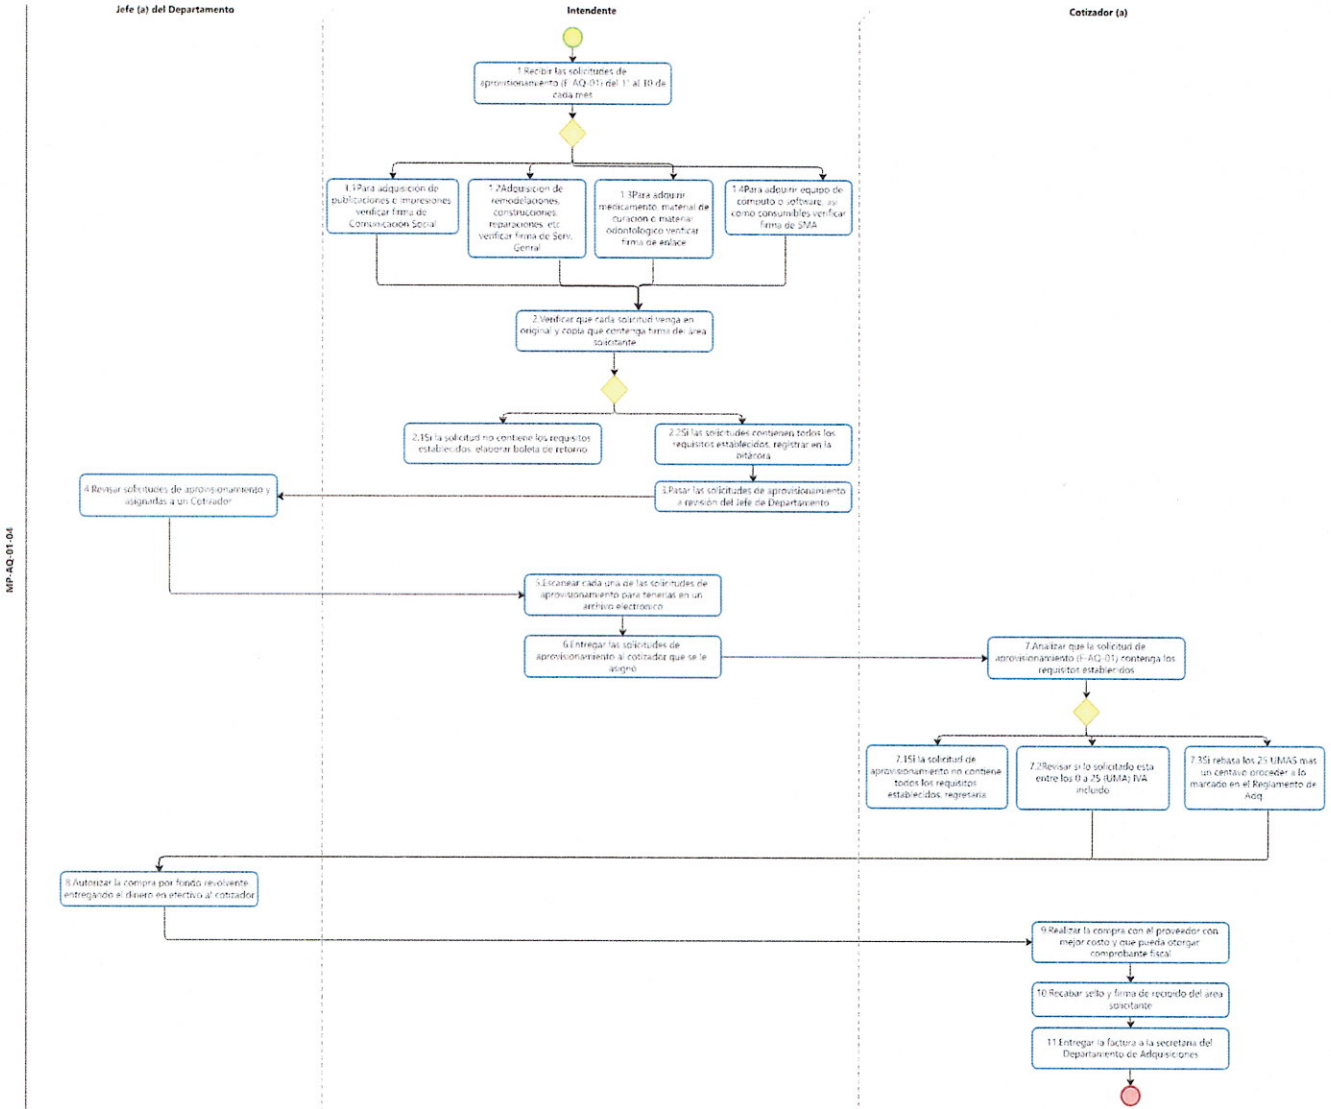 Jefe (a) del Departamento
Intendente
Cotizador (a)
MP-AQ-01-04
1.Recibir las solicitudes de
aprovisionamiento (F-AQ-01) del 1° al 30 de
cada mes
1.1Para adquisición de
publicaciones o impresiones
verificar firma de
Comunicación Social
1.2Adquisición de
remodelaciones,
construcciones,
reparaciones, etc
verificar firma de Serv.
Genral
1.3Para adquirir
medicamento, material de
curación o material
odontologico verificar
firma de enlace
1.4Para adquirir equipo de
computo o software, asi
como consumibles verificar
firma de SMA
2.Verificar que cada solicitud venga en
original y copia que contenga firma del área
solicitante
2.1Si la solicitud no contiene los requisitos
establecidos, elaborar boleta de retorno
2.2Si las solicitudes contienen todos los
requisitos establecidos, registrar en la
bitácora
3.Pasar las solicitudes de aprovisionamiento
a revisión del Jefe de Departamento
4.Revisar solicitudes de aprovisionamiento y
asignarlas a un Cotizador
5.Escanear cada una de las solicitudes de
aprovisionamiento para tenerlas en un
archivo electronico
6.Entregar las solicitudes de
aprovisionamiento al cotizador que se le
asignó
7.Analizar que la solicitud de
aprovisionamiento (F-AQ-01) contenga los
requisitos establecidos
7.1Si la solicitud de
aprovisionamiento no contiene
todos los requisitos
establecidos, regresarla
7.2Revisar si lo solicitado esta
entre los 0 a 25 (UMA) IVA
incluido
7.3Si rebasa los 25 UMAS mas
un centavo proceder a lo
marcado en el Reglamento de
Adq.
8.Autorizar la compra por fondo revolvente
entregando el dinero en efectivo al cotizador
9.Realizar la compra con el proveedor con
mejor costo y que pueda otorgar
comprobante fiscal
10.Recabar sello y firma de recibido del area
solicitante
11.Entregar la factura a la secretaria del
Departamento de Adquisiciones